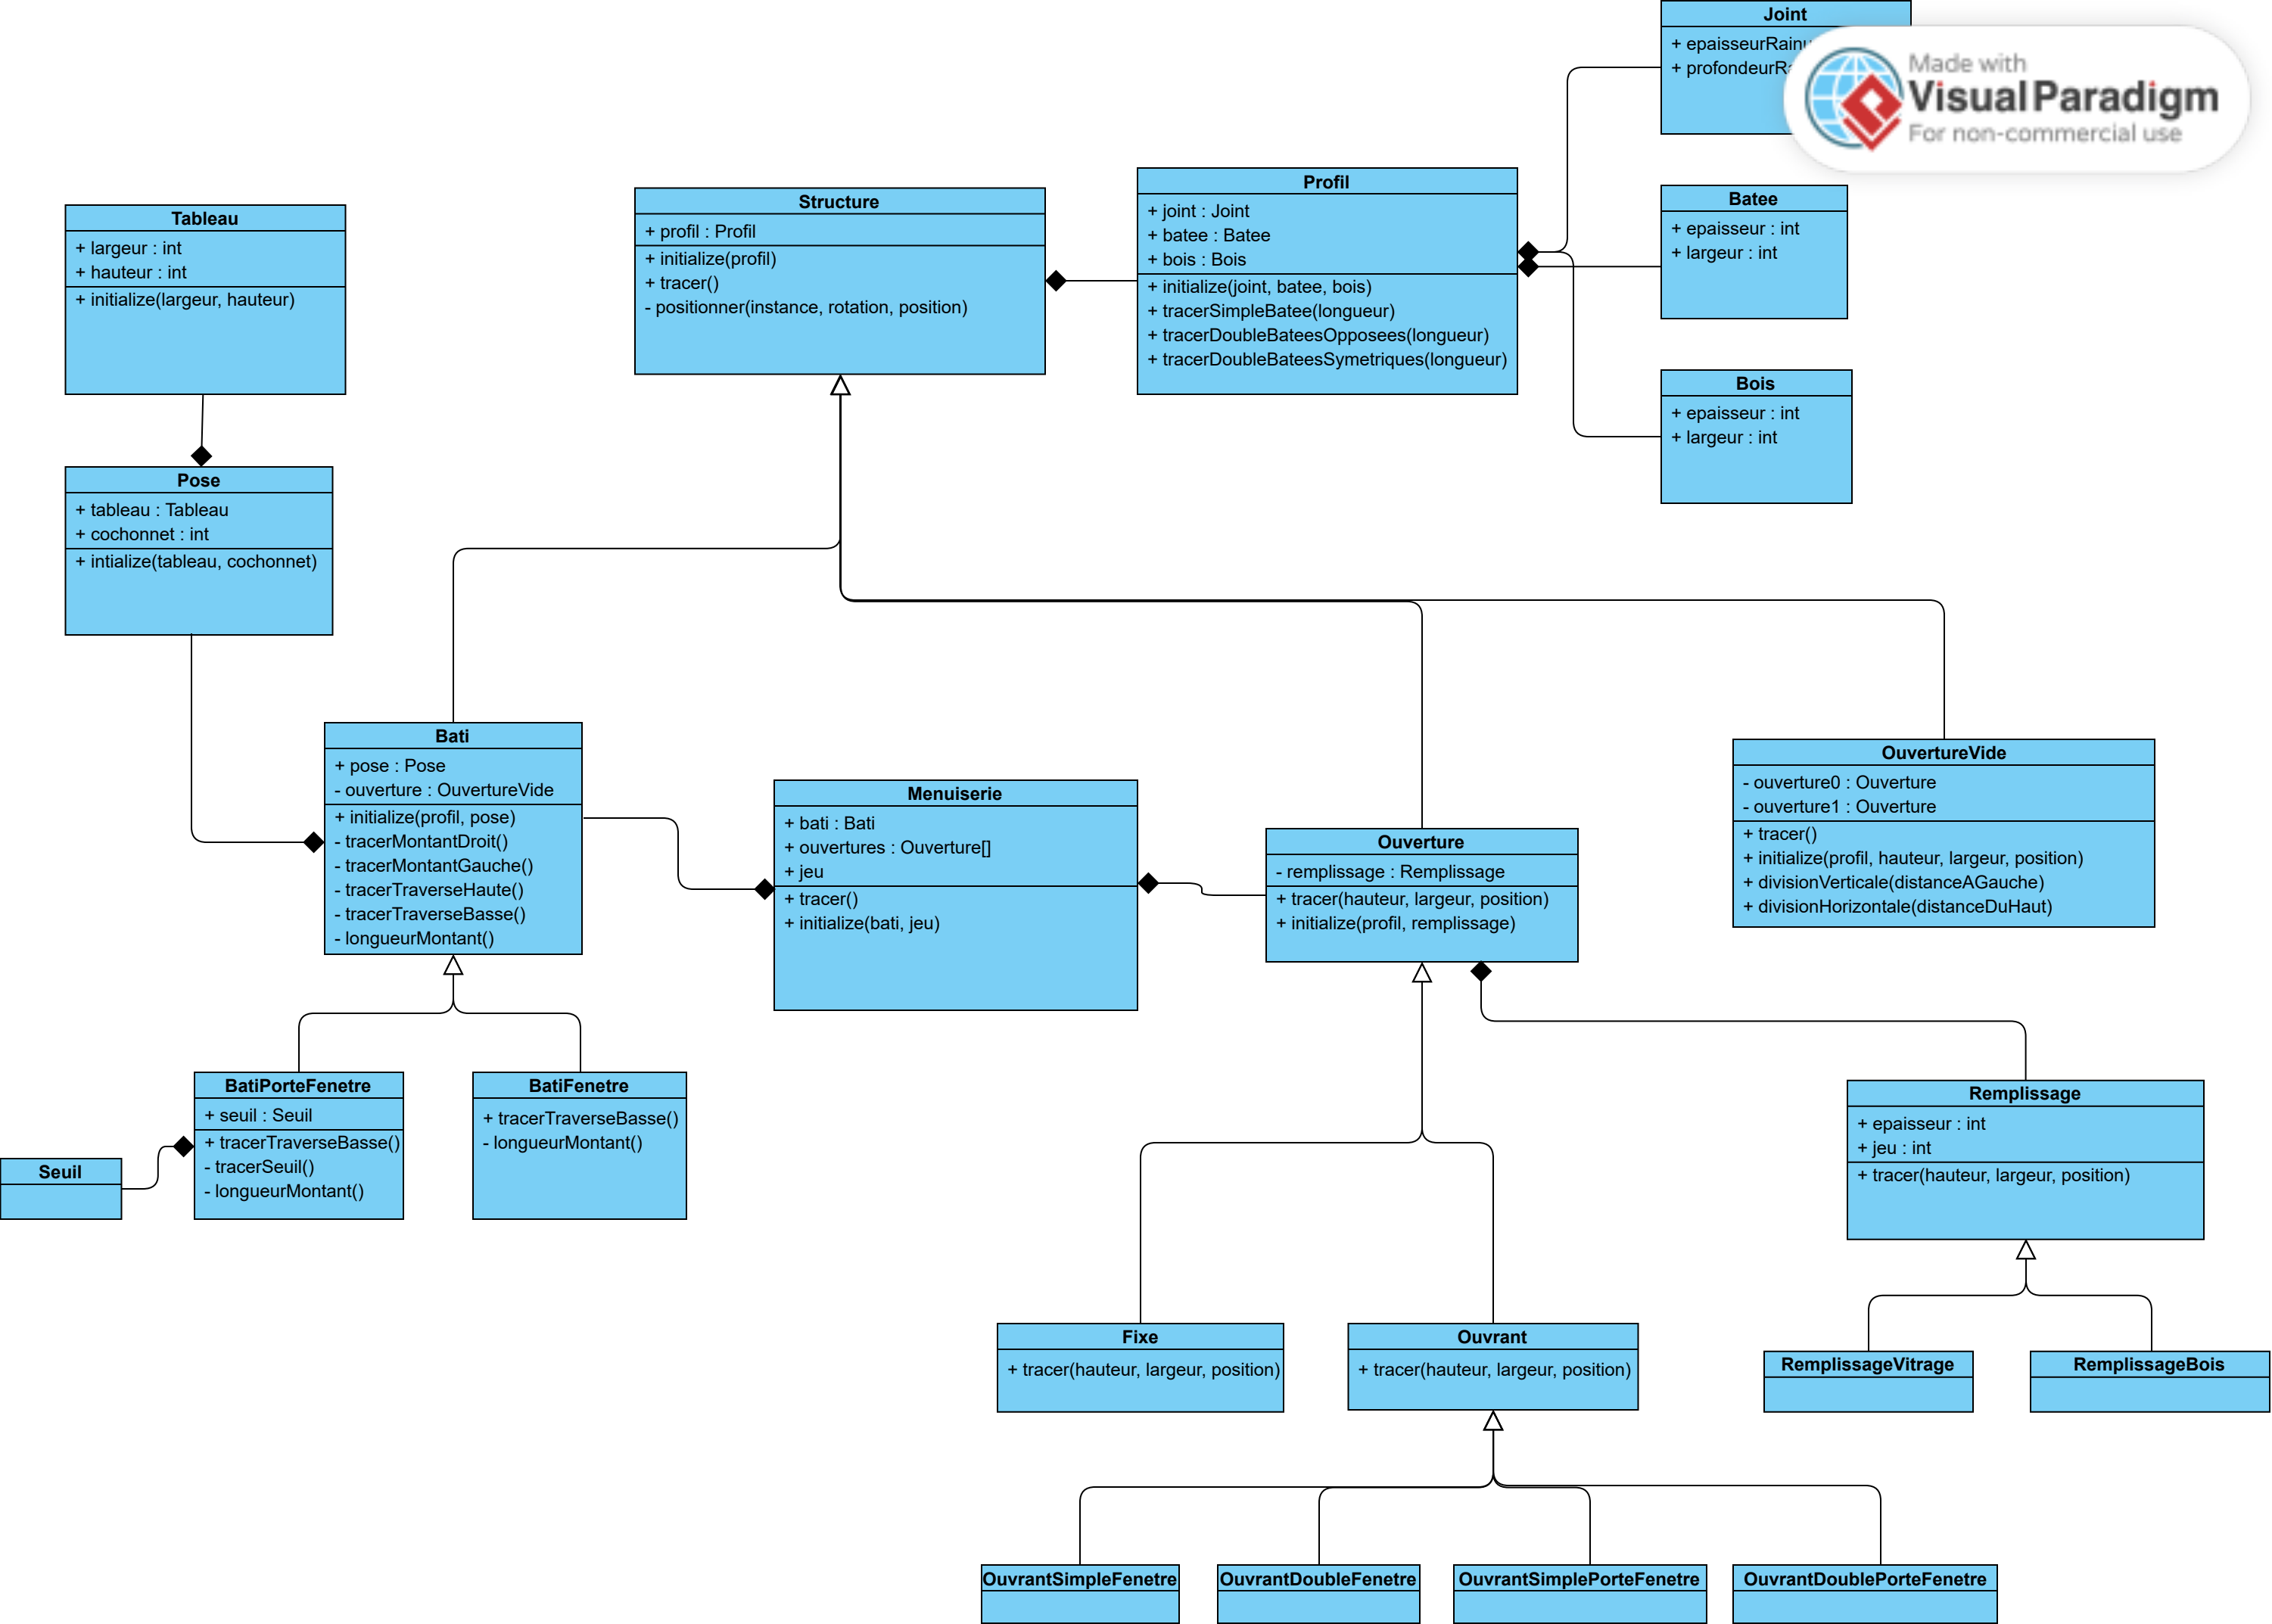 Joint
+ epaisseurRainu
+ profondeurRa
Made with
Visual Paradigm
For non-commercial use
Profil
+ joint : Joint
+ batee : Batee
+ bois : Bois
+ initialize(joint, batee, bois)
+ tracerSimpleBatee(longueur)
+ tracerDoubleBateesOpposees(longueur)
+ tracerDoubleBateesSymetriques(longueur)
Batee
+ epaisseur : int
+ largeur : int
Structure
+ profil : Profil
+ initialize(profil)
+ tracer()
- positionner(instance, rotation, position)
Tableau
+ largeur : int
+ hauteur : int
+ initialize(largeur, hauteur)
Bois
+ epaisseur : int
+ largeur : int
Pose
+ tableau : Tableau
+ cochonnet : int
+ intialize(tableau, cochonnet)
Bati
+ pose : Pose
- ouverture : OuvertureVide
+ initialize(profil, pose)
- tracerMontantDroit()
- tracerMontantGauche()
- tracerTraverseHaute()
- tracerTraverseBasse()
- longueurMontant()
Menuiserie
+ bati : Bati
+ ouvertures : Ouverture[]
+ jeu
+ tracer()
+ initialize(bati, jeu)
Ouverture
- remplissage : Remplissage
+ tracer(hauteur, largeur, position)
+ initialize(profil, remplissage)
OuvertureVide
- ouverture0 : Ouverture
- ouverture1 : Ouverture
+ tracer()
+ initialize(profil, hauteur, largeur, position)
+ divisionVerticale(distanceAGauche)
+ divisionHorizontale(distanceDuHaut)
BatiPorteFenetre
+ seuil : Seuil
+ tracerTraverseBasse()
- tracerSeuil()
- longueurMontant()
BatiFenetre
+ tracerTraverseBasse()
- longueurMontant()
Seuil
Remplissage
+ epaisseur : int
+ jeu : int
+ tracer(hauteur, largeur, position)
Fixe
+ tracer(hauteur, largeur, position)
Ouvrant
+ tracer(hauteur, largeur, position)
RemplissageVitrage
RemplissageBois
OuvrantSimpleFenetre
OuvrantDoubleFenetre
OuvrantSimplePorteFenetre
OuvrantDoublePorteFenetre